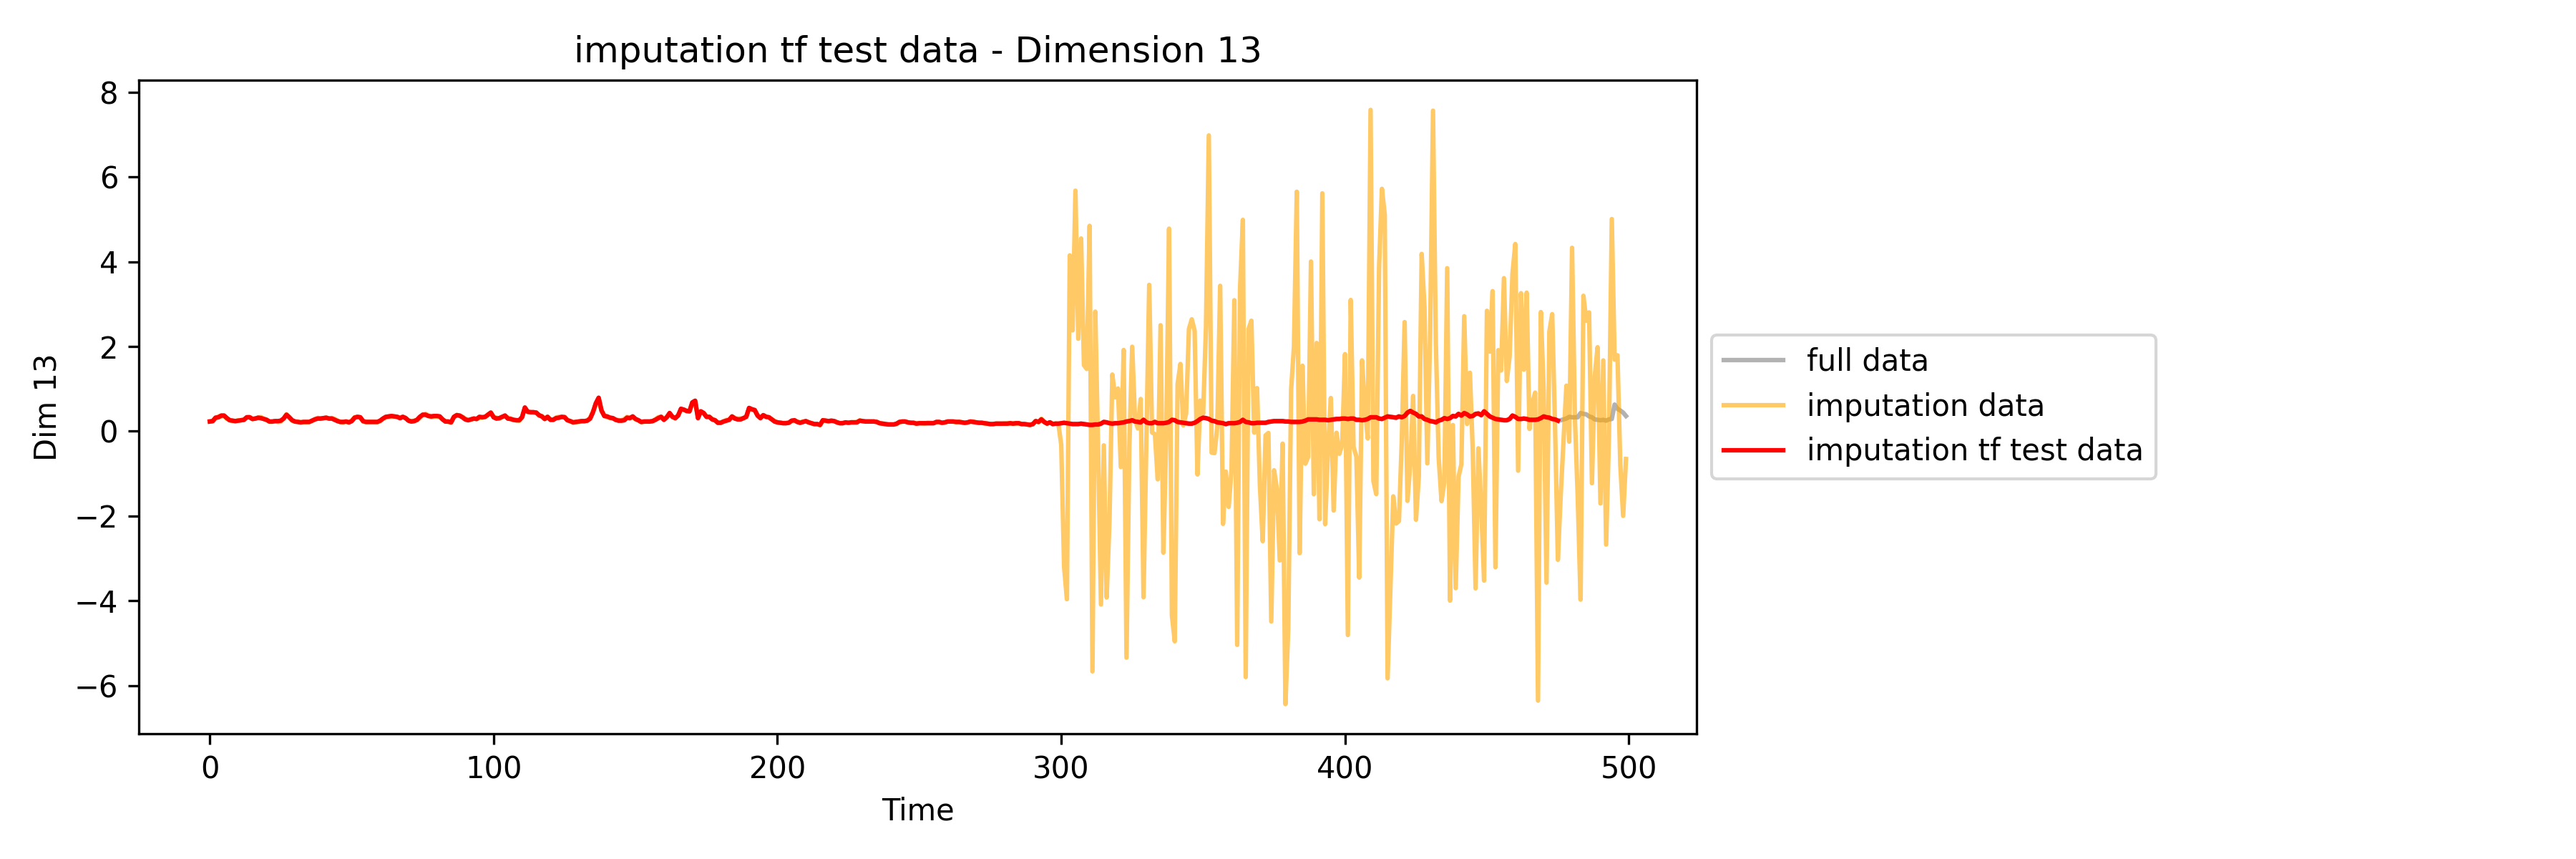 imputation tf test data - Dimension 13
8
6
4
2
0
−2
−4
−6
Dim 13
0 100 200 300 400 500
Time
full data
imputation data
imputation tf test data